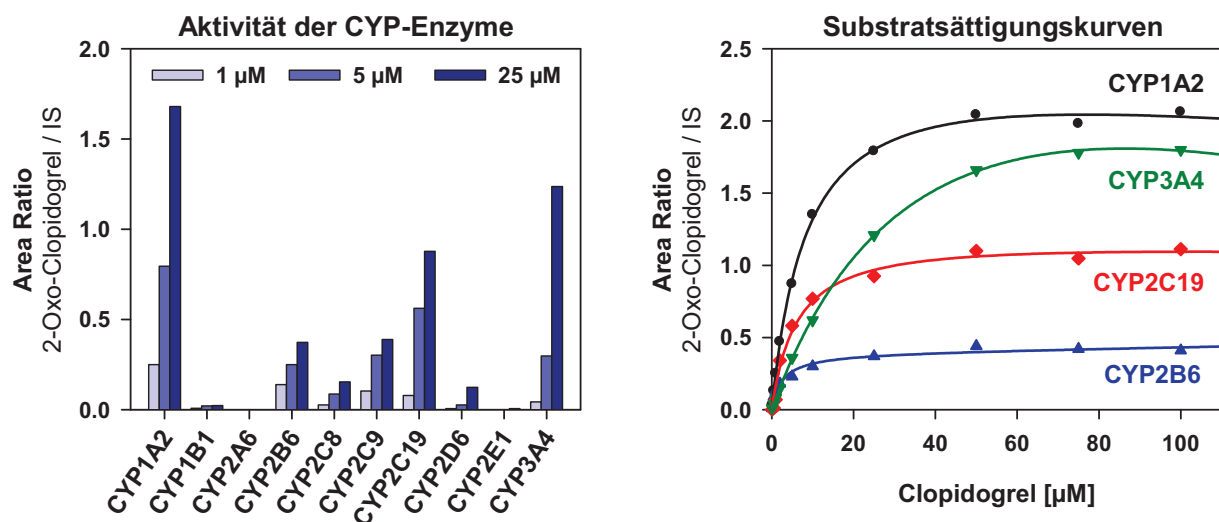 Aktivität der CYP-Enzyme
2.0
1.5
1.0
0.5
0.0
Area Ratio
2-Oxo-Clopidogrel / IS
1 µM
5 µM
25 µM
CYP1A2
CYP1B1
CYP2A6
CYP2B6
CYP2C8
CYP2C9
CYP2C19
CYP2D6
CYP2E1
CYP3A4
Substratsättigungskurven
2.5
2.0
1.5
1.0
0.5
0.0
Area Ratio
2-Oxo-Clopidogrel / IS
CYP1A2
CYP3A4
CYP2C19
CYP2B6
0 20 40 60 80 100
Clopidogrel [µM]